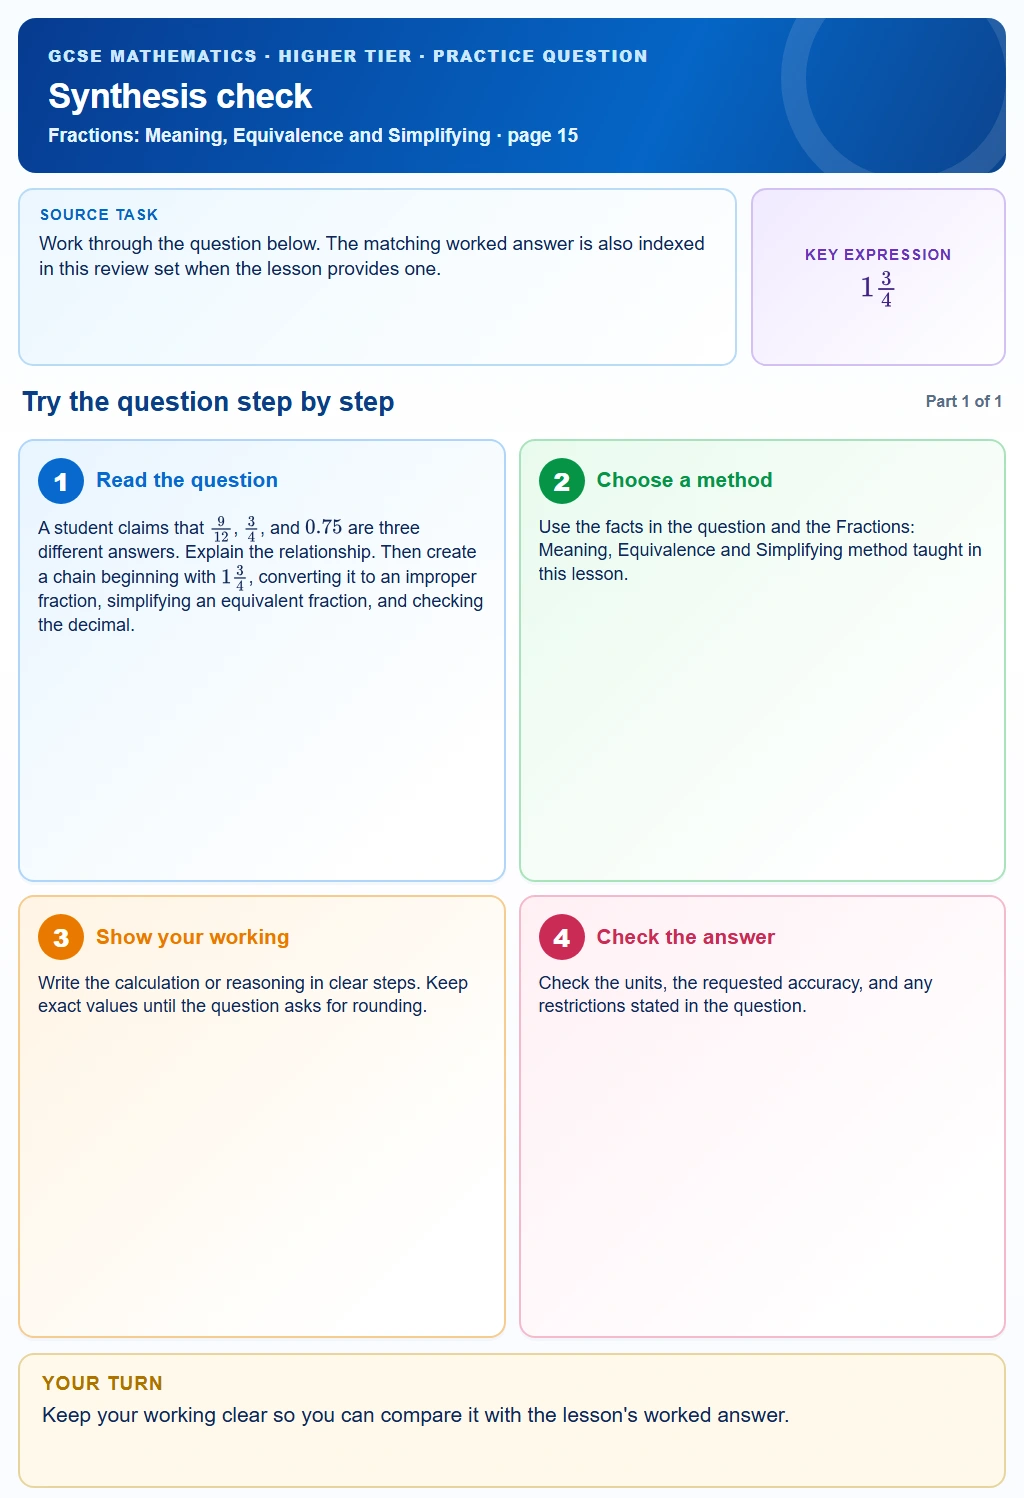 GCSE MATHEMATICS · HIGHER TIER · PRACTICE QUESTION
Synthesis check
Fractions: Meaning, Equivalence and Simplifying · page 15
SOURCE TASK
Work through the question below. The matching worked answer is also indexed
in this review set when the lesson provides one.
KEY EXPRESSION
1 3/4
Try the question step by step
Part 1 of 1
1 Read the question
A student claims that 9/12, 3/4, and 0.75 are three
different answers. Explain the relationship. Then create
a chain beginning with 1 3/4, converting it to an improper
fraction, simplifying an equivalent fraction, and checking
the decimal.
2 Choose a method
Use the facts in the question and the Fractions:
Meaning, Equivalence and Simplifying method taught in
this lesson.
3 Show your working
Write the calculation or reasoning in clear steps. Keep
exact values until the question asks for rounding.
4 Check the answer
Check the units, the requested accuracy, and any
restrictions stated in the question.
YOUR TURN
Keep your working clear so you can compare it with the lesson's worked answer.